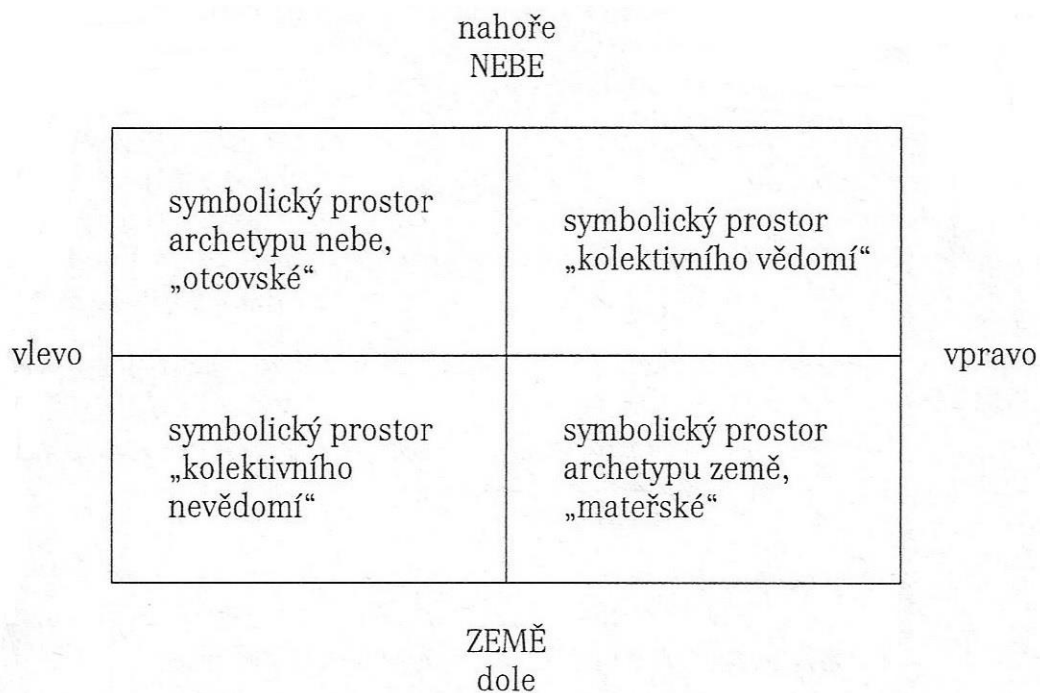 nahoře
NEBE
symbolický prostor
archetypu nebe,
„otcovské“
symbolický prostor
„kolektivního vědomí“
vlevo
vpravo
symbolický prostor
„kolektivního
nevědomí“
symbolický prostor
archetypu země,
„mateřské“
ZEMĚ
dole